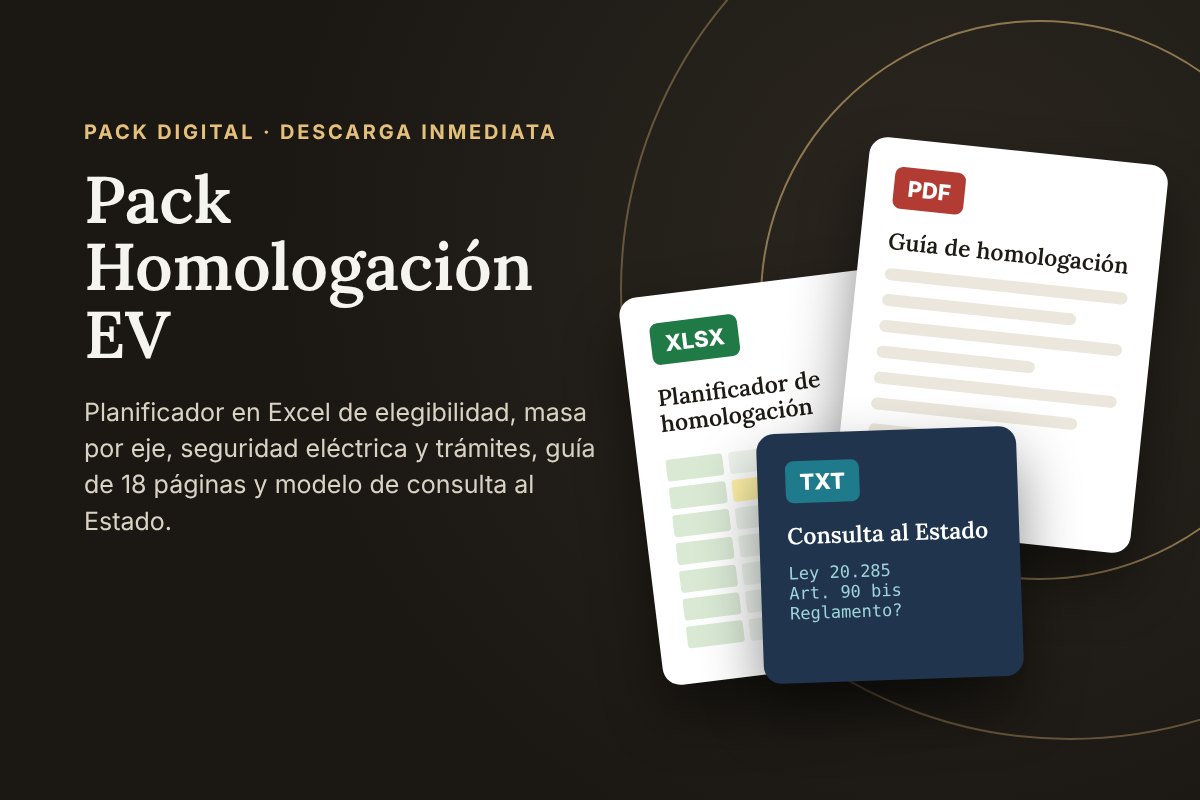 PACK DIGITAL · DESCARGA INMEDIATA
Pack
Homologación
EV
Planificador en Excel de elegibilidad, masa
por eje, seguridad eléctrica y trámites, guía
de 18 páginas y modelo de consulta al
Estado.
XLSX
Planificador de
homologación
PDF
Guía de homologación
TXT
Consulta al Estado
Ley 20.285
Art. 90 bis
Reglamento?